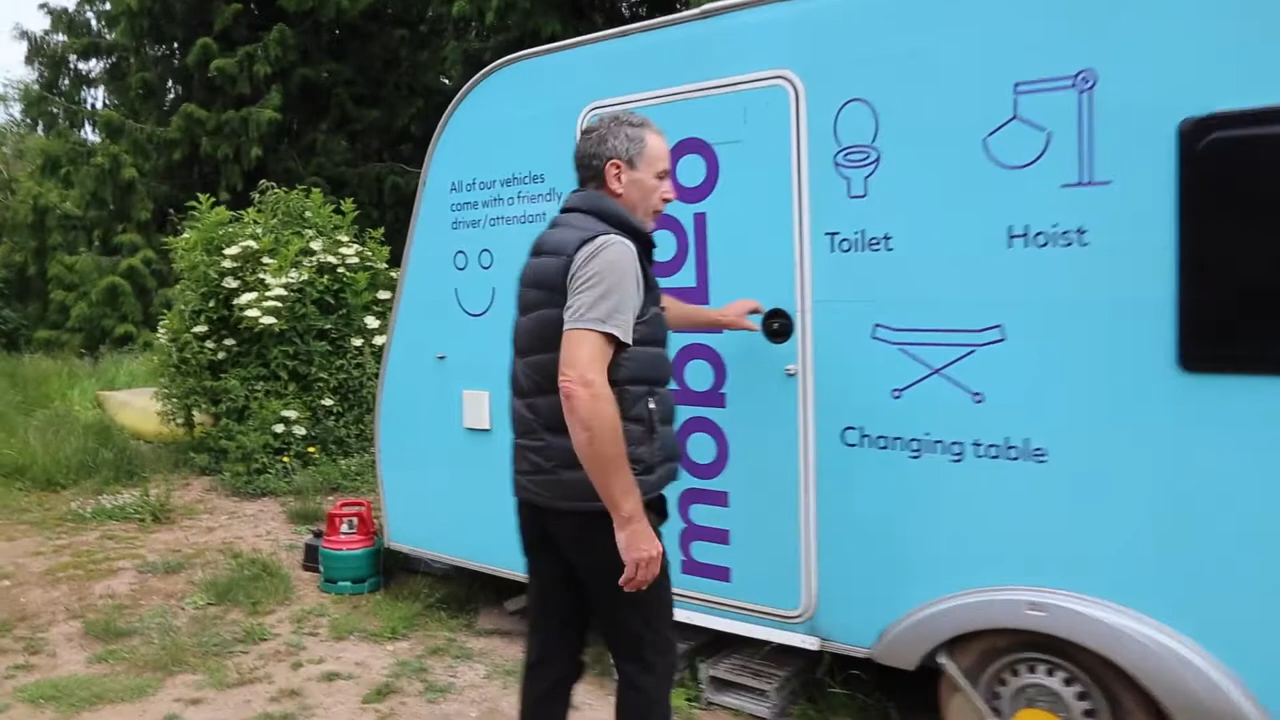 All of our vehicles
come with a friendly
driver/attendant
mobiloo
Toilet
Hoist
Changing table